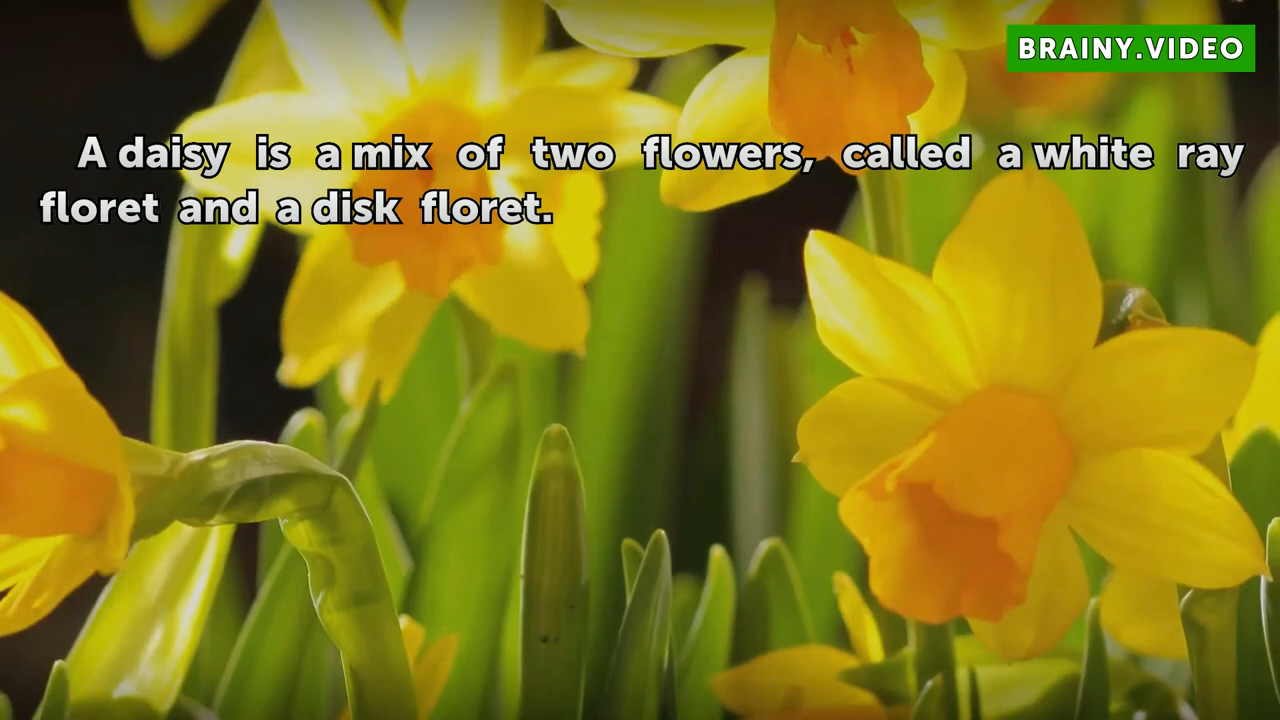 BRAINY.VIDEO
A daisy is a mix of two flowers, called a white ray
floret and a disk floret.